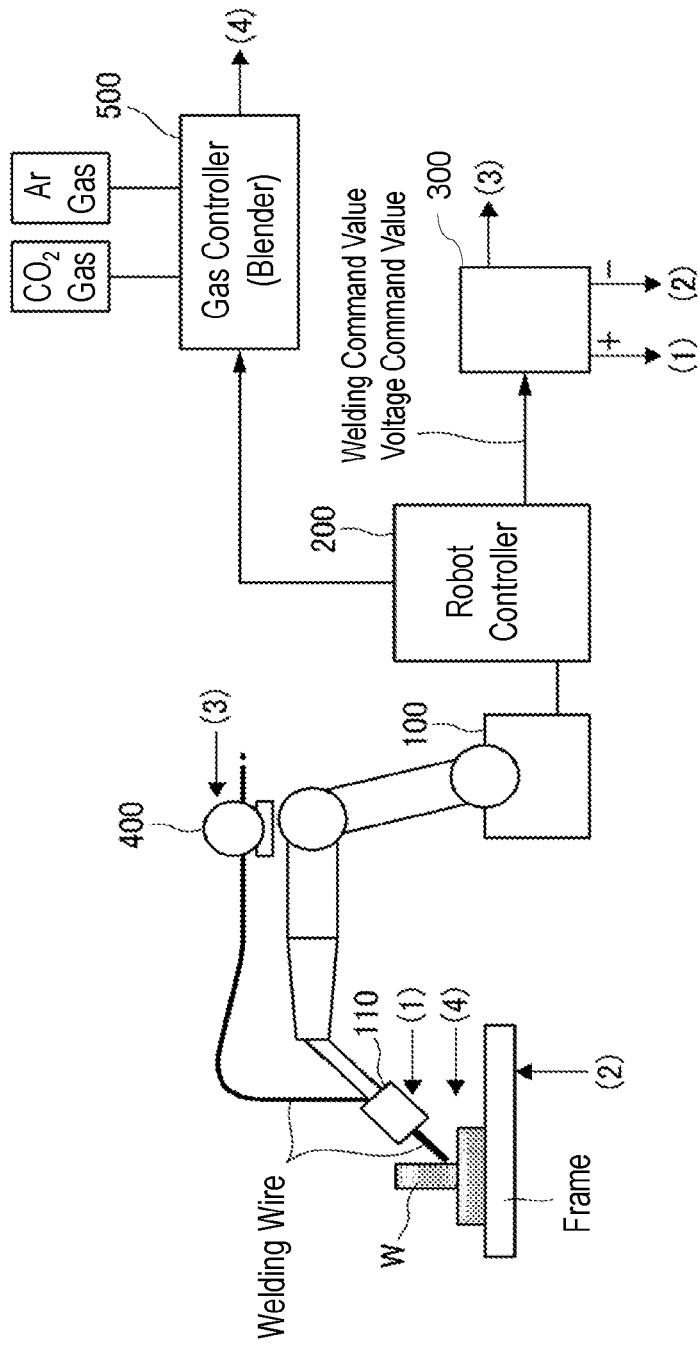 CO2
Gas
Ar
Gas
500
(4)
Gas Controller
(Blender)
400
(3)
Welding Wire
110
(1)
(4)
W
Frame
(2)
100
200
Robot
Controller
Welding Command Value
Voltage Command Value
300
(3)
+
−
(1)
(2)